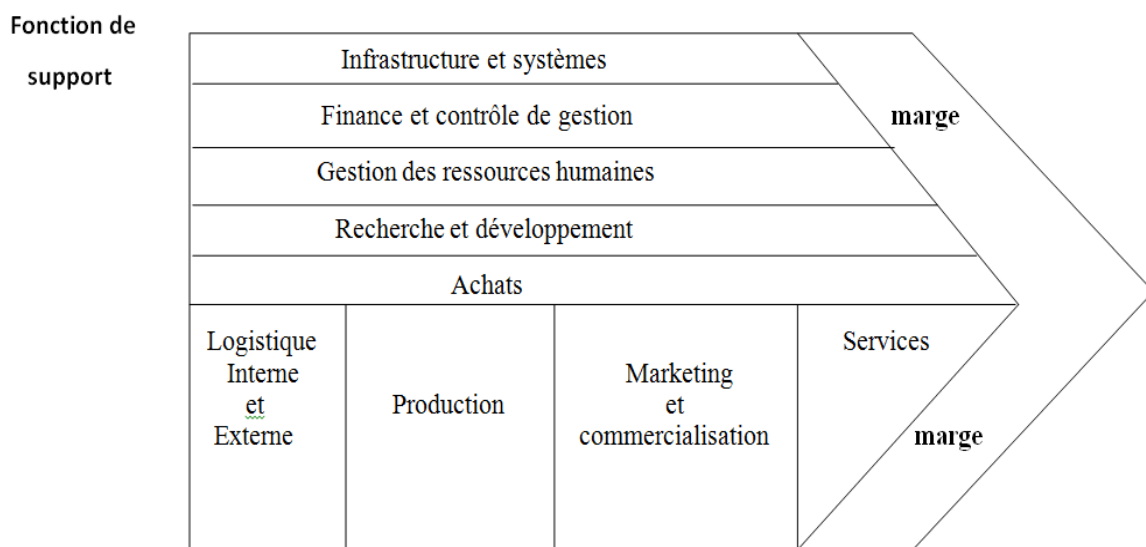 Fonction de
support
Infrastructure et systèmes
Finance et contrôle de gestion
marge
Gestion des ressources humaines
Recherche et développement
Achats
Logistique
Interne
et
Externe
Production
Marketing
et
commercialisation
Services
marge